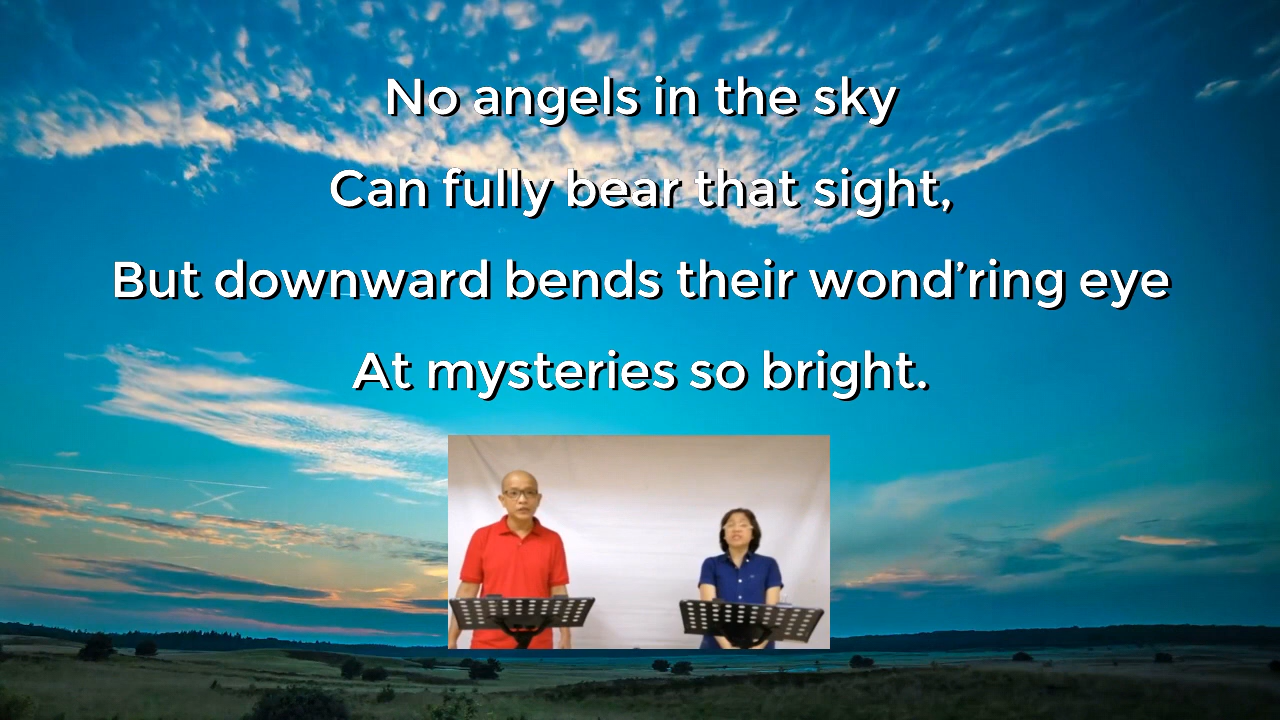 No angels in the sky
Can fully bear that sight,
But downward bends their wond’ring eye
At mysteries so bright.